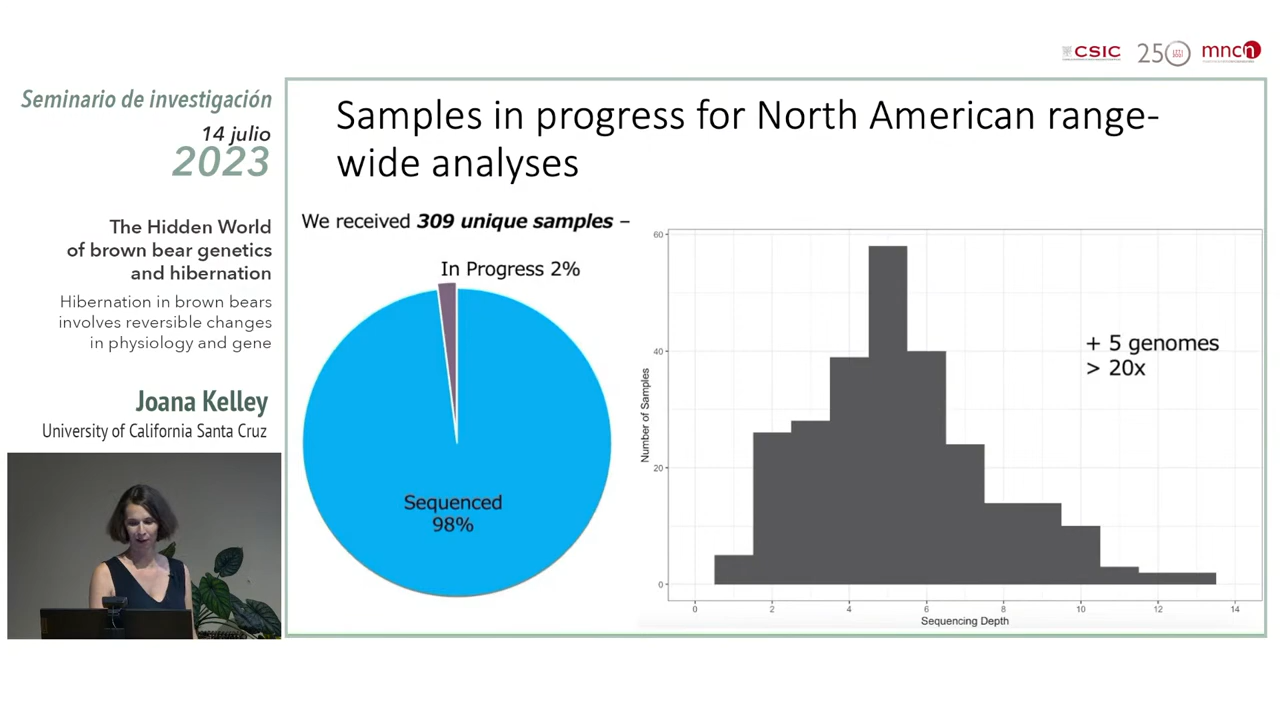 CSIC
250
mncn
Seminario de investigación
14 julio
2023
The Hidden World
of brown bear genetics
and hibernation
Hibernation in brown bears
involves reversible changes
in physiology and gene
Joana Kelley
University of California Santa Cruz
Samples in progress for North American range-
wide analyses
We received 309 unique samples –
In Progress 2%
Sequenced
98%
Number of Samples
60
40
20
0
+ 5 genomes
> 20x
0 2 4 6 8 10 12 14
Sequencing Depth